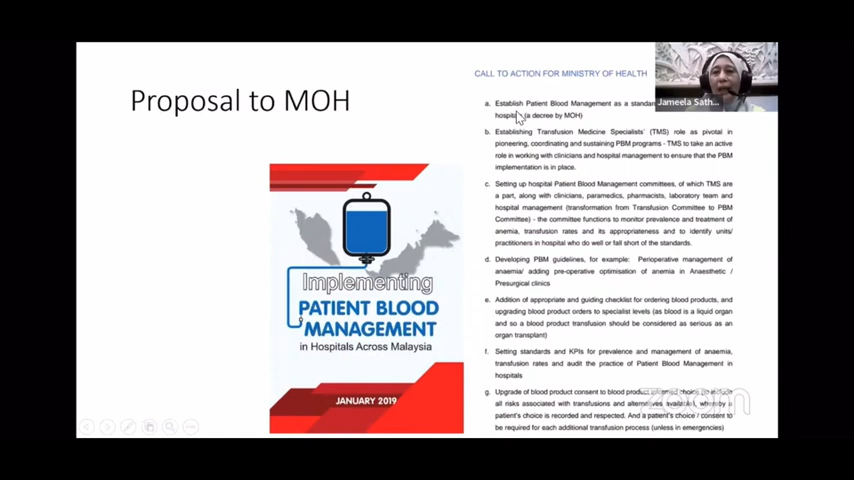 CALL TO ACTION FOR MINISTRY OF HEALTH
Proposal to MOH
Jameela Sath...
a. Establish Patient Blood Management as a standar
hospita (a decree by MOH)
b. Establishing Transfusion Medicine Specialists' (TMS) role as pivotal in
pioneering, coordinating and sustaining PBM programs - TMS to take an active
role in working with clinicians and hospital management to ensure that the PBM
implementation is in place.
c. Setting up hospital Patient Blood Management committees, of which TMS are
a part, along with clinicians, paramedics, pharmacists, laboratory team and
hospital management (transformation from Transfusion Committee to PBM
Committee) - the committee functions to monitor prevalence and treatment of
anemia, transfusion rates and its appropriateness and to identify units/
practitioners in hospital who do well or fall short of the standards.
d. Developing PBM guidelines, for example: Perioperative management of
anaemia/ adding pre-operative optimisation of anemia in Anaesthetic /
Presurgical clinics
e. Addition of appropriate and guiding checklist for ordering blood products, and
upgrading blood product orders to specialist levels (as blood is a liquid organ
and so a blood product transfusion should be considered as serious as an
organ transplant)
f. Setting standards and KPIs for prevalence and management of anaemia,
transfusion rates and audit the practice of Patient Blood Management in
hospitals
g. Upgrade of blood product consent to blood product informed choice, to include
all risks associated with transfusions and alternatives available, whereby a
patient's choice is recorded and respected. And a patient's choice / consent to
be required for each additional transfusion process (unless in emergencies)
Implementing
PATIENT BLOOD
MANAGEMENT
in Hospitals Across Malaysia
JANUARY 2019
zoom